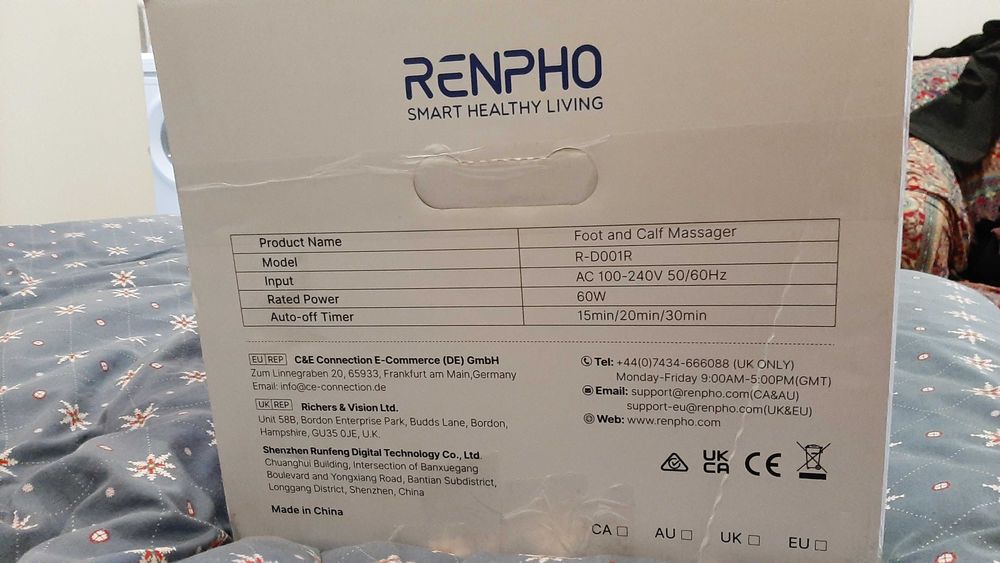 RENPHO
SMART HEALTHY LIVING
Product Name Foot and Calf Massager
Model R-D001R
Input AC 100-240V 50/60Hz
Rated Power 60W
Auto-off Timer 15min/20min/30min
EU REP C&E Connection E-Commerce (DE) GmbH
Zum Linnegraben 20, 65933, Frankfurt am Main,Germany
Email: info@ce-connection.de
UK REP Richers & Vision Ltd.
Unit 58B, Bordon Enterprise Park, Budds Lane, Bordon,
Hampshire, GU35 0JE, U.K.
Shenzhen Runfeng Digital Technology Co., Ltd.
Chuanghui Building, Intersection of Banxuegang
Boulevard and Yongxiang Road, Bantian Subdistrict,
Longgang District, Shenzhen, China
Made in China
Tel: +44(0)7434-666088 (UK ONLY)
Monday-Friday 9:00AM-5:00PM(GMT)
Email: support@renpho.com(CA&AU)
support-eu@renpho.com(UK&EU)
Web: www.renpho.com
UK
CA
CE
CA AU UK EU